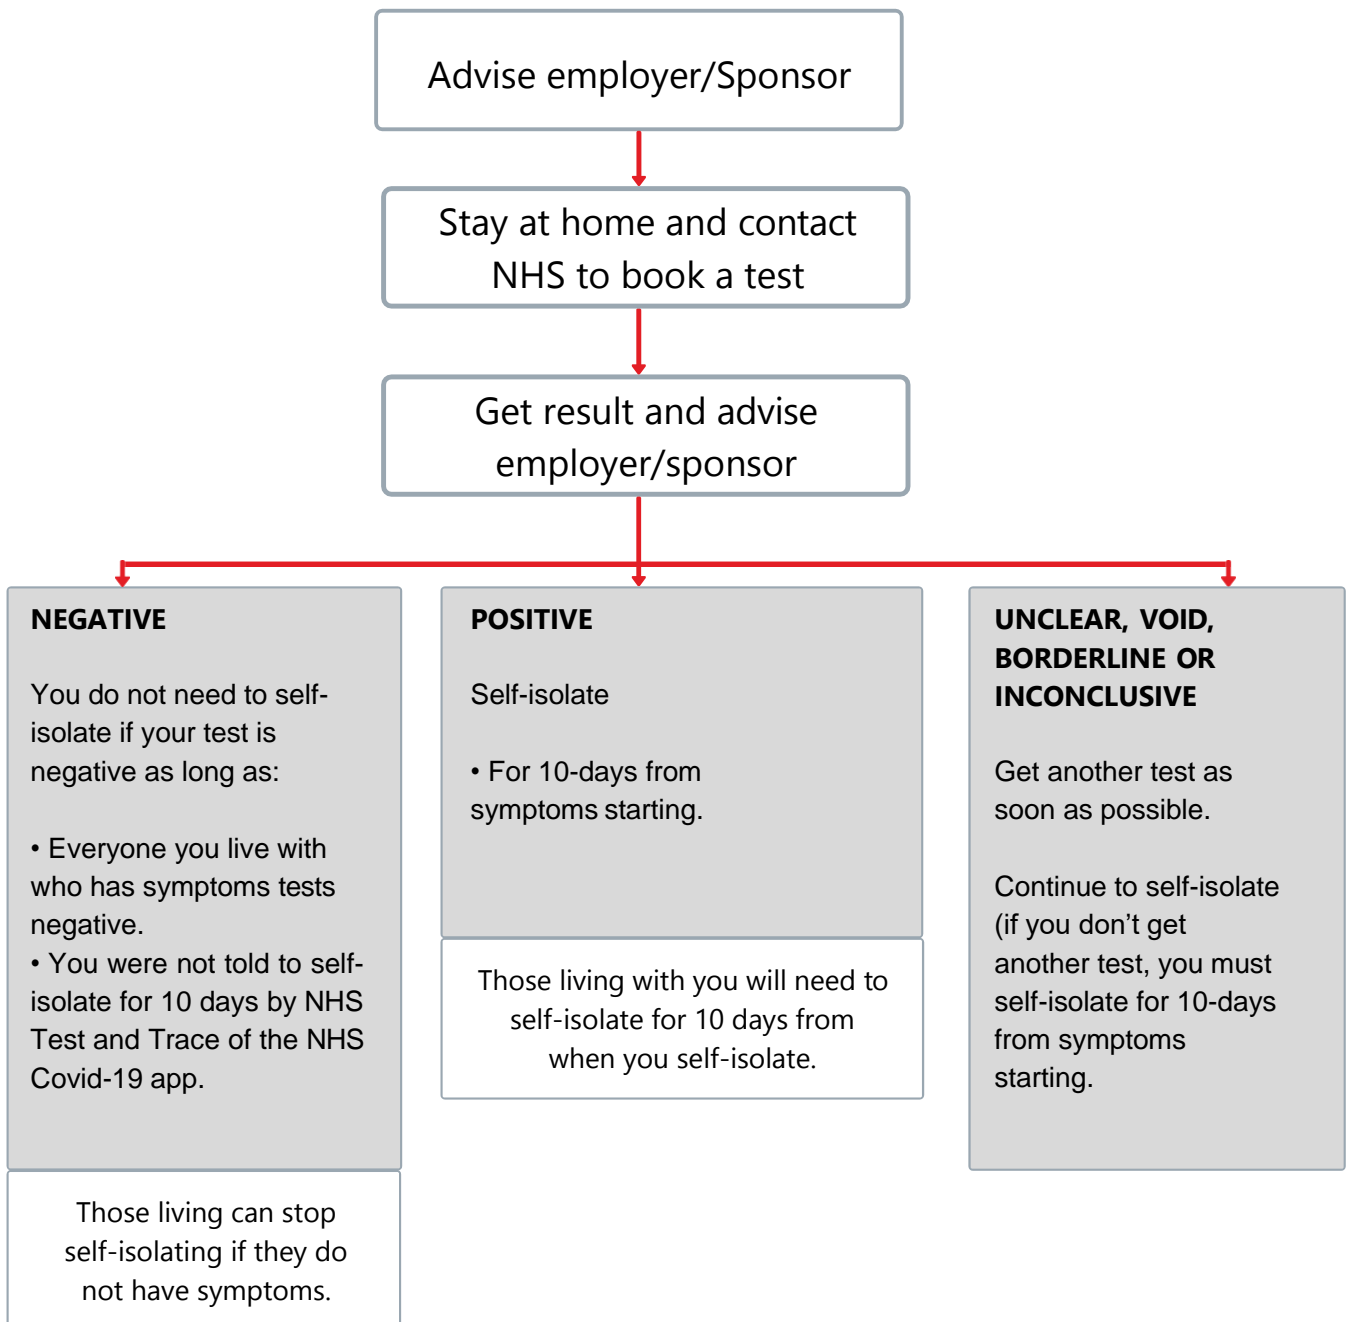 Advise employer/Sponsor
Stay at home and contact
NHS to book a test
Get result and advise
employer/sponsor
NEGATIVE
You do not need to self-
isolate if your test is
negative as long as:
• Everyone you live with
who has symptoms tests
negative.
• You were not told to self-
isolate for 10 days by NHS
Test and Trace of the NHS
Covid-19 app.
Those living can stop
self-isolating if they do
not have symptoms.
POSITIVE
Self-isolate
• For 10-days from
symptoms starting.
Those living with you will need to
self-isolate for 10 days from
when you self-isolate.
UNCLEAR, VOID,
BORDERLINE OR
INCONCLUSIVE
Get another test as
soon as possible.
Continue to self-isolate
(if you don’t get
another test, you must
self-isolate for 10-days
from symptoms
starting.